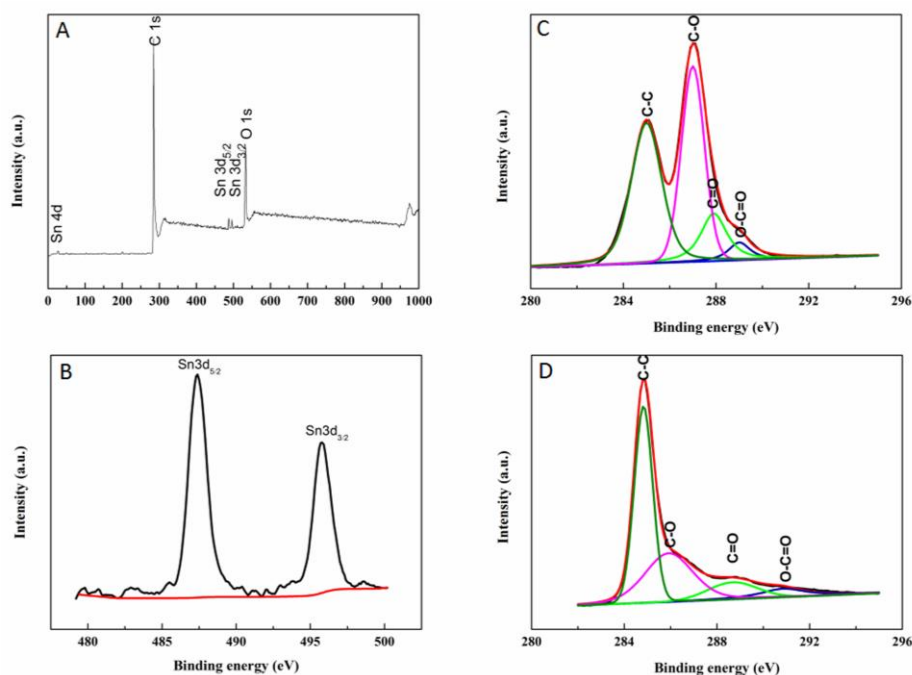 A
C 1s
Sn 4d
Sn 3d5/2
Sn 3d3/2
O 1s
Intensity (a.u.)
0 100 200 300 400 500 600 700 800 900 1000
C
C-C
C-O
C=O
O-C=O
Intensity (a.u.)
280 284 288 292 296
Binding energy (eV)
B
Sn3d5/2
Sn3d3/2
Intensity (a.u.)
480 485 490 495 500
Binding energy (eV)
D
C-C
C-O
C=O
O-C=O
Intensity (a.u.)
280 284 288 292 296
Binding energy (eV)